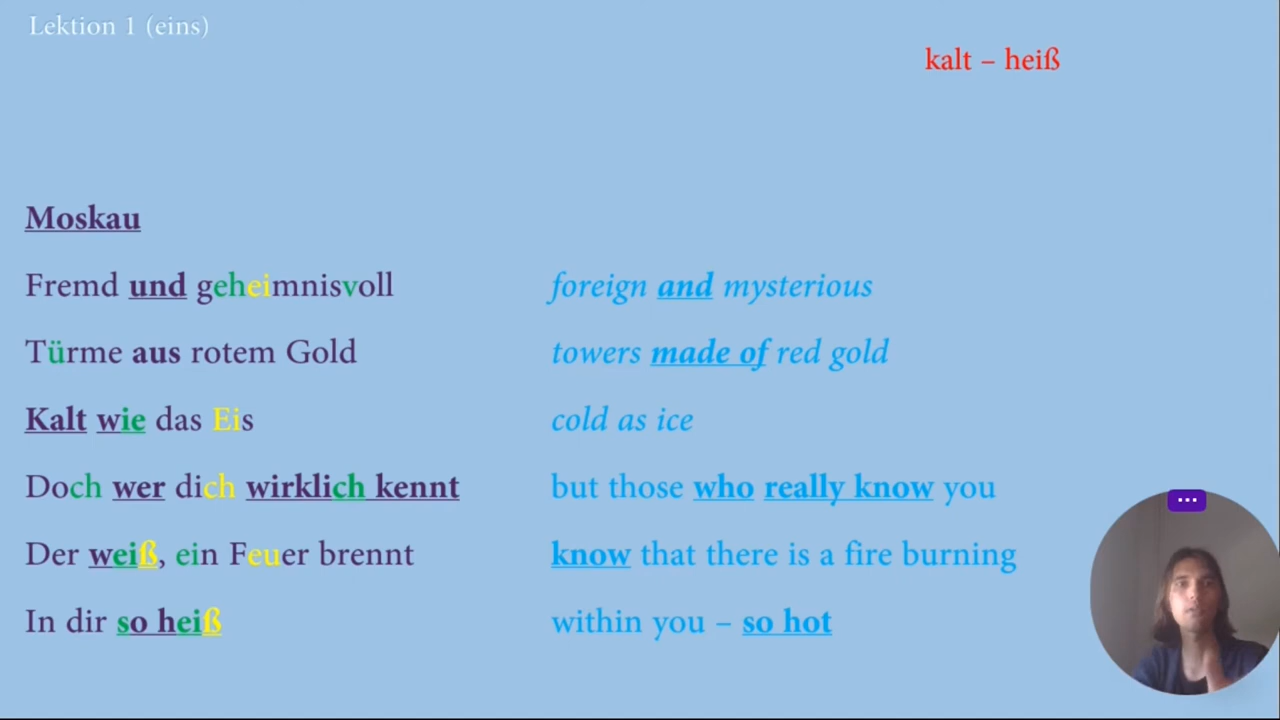 Lektion 1 (eins)
kalt – heiß
Moskau
Fremd und geheimnisvoll
foreign and mysterious
Türme aus rotem Gold
towers made of red gold
Kalt wie das Eis
cold as ice
Doch wer dich wirklich kennt
but those who really know you
Der weiß, ein Feuer brennt
know that there is a fire burning
In dir so heiß
within you – so hot